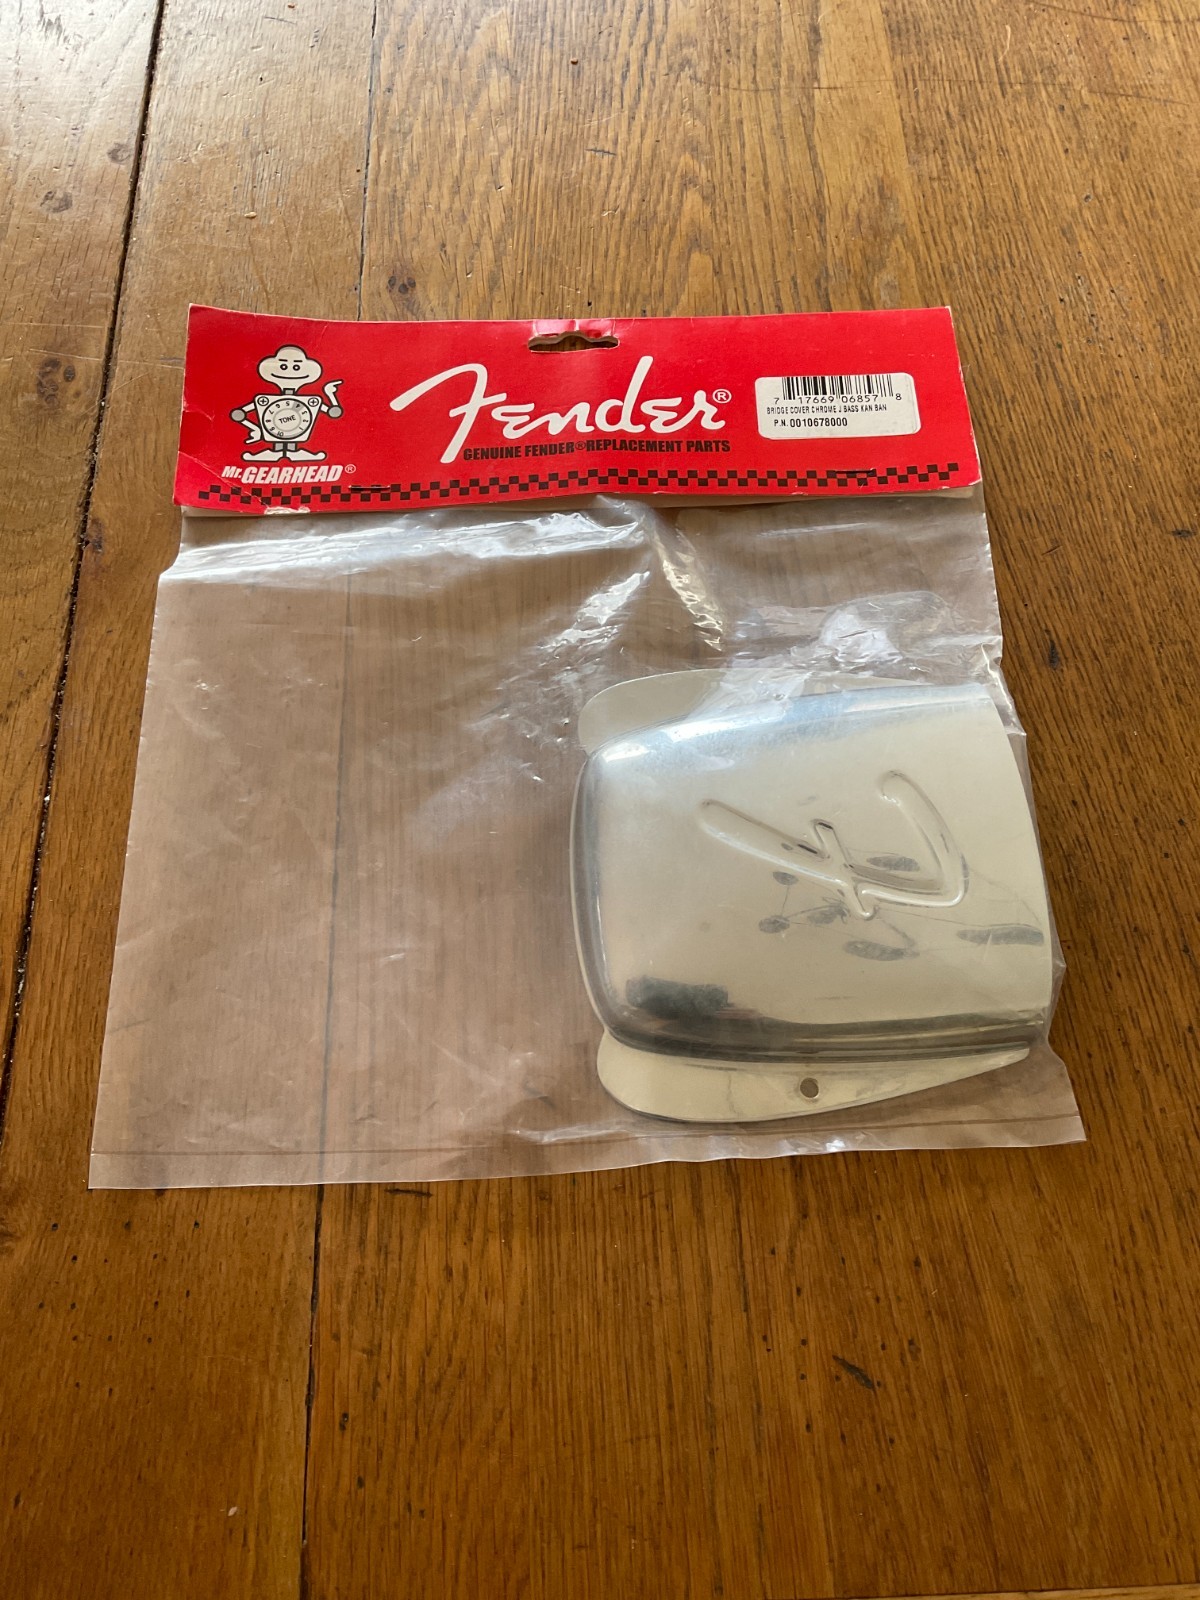 Fender®
GENUINE FENDER® REPLACEMENT PARTS
Mr. GEARHEAD®
TONE
7 17669 06857 8
BRIDGE COVER CHROME J BASS KAN BAN
P.N. 0010678000
F